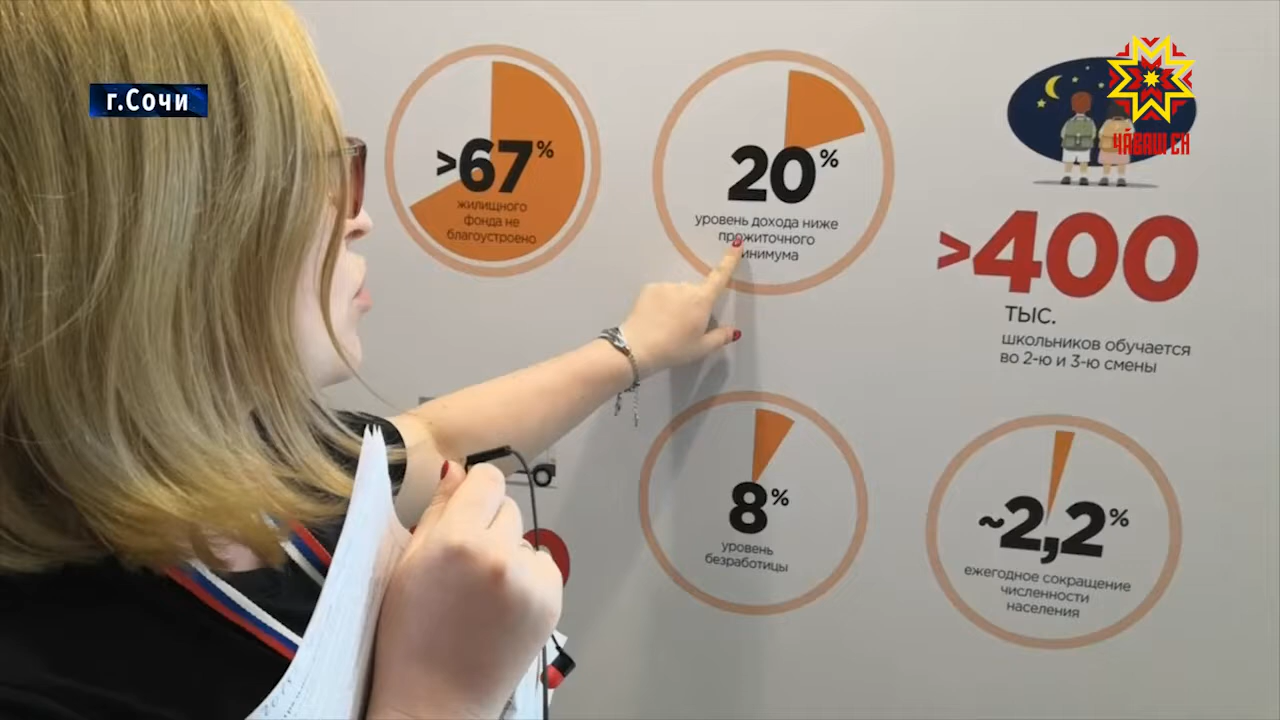 г.Сочи
>67%
жилищного
фонда не
благоустроено
20%
уровень дохода ниже
прожиточного
минимума
ЧӐВАШ ЕН
>400
тыс.
школьников обучается
во 2-ю и 3-ю смены
8%
уровень
безработицы
~2,2%
ежегодное сокращение
численности
населения